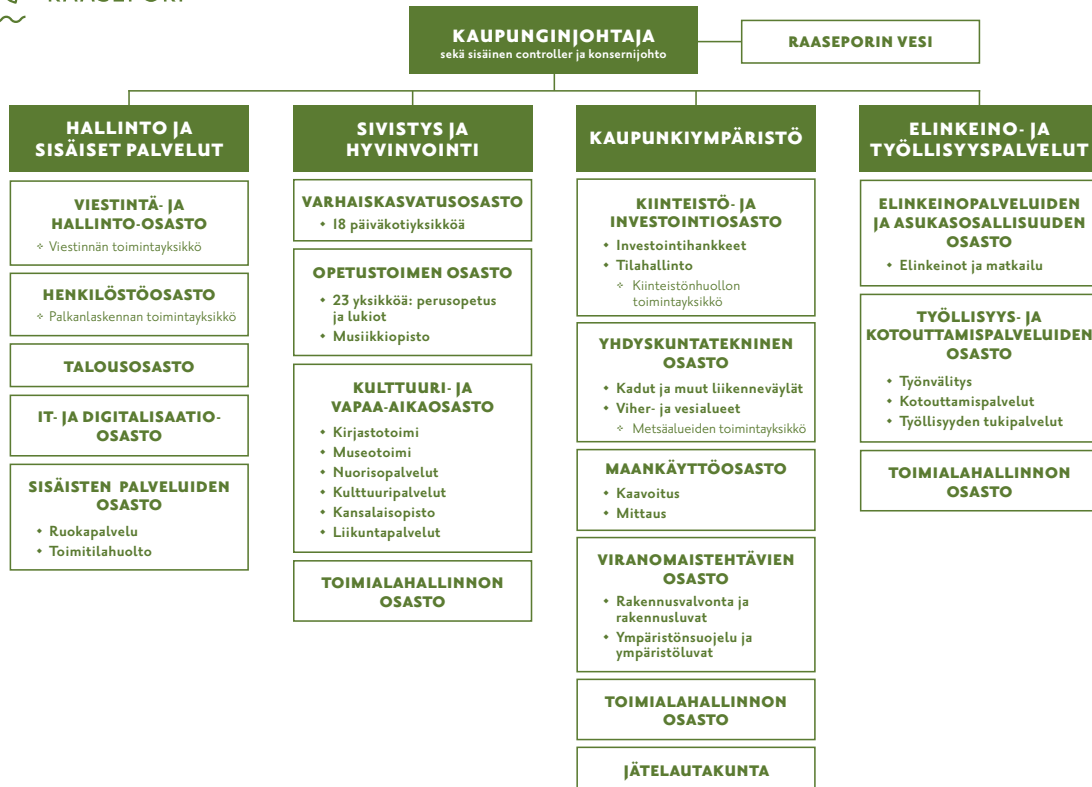 RAASEPORI
KAUPUNGINJOHTAJA
sekä sisäinen controller ja konsernijohto
RAASEPORIN VESI
HALLINTO JA
SISÄISET PALVELUT
VIESTINTÄ- JA
HALLINTO-OSASTO
Viestinnän toimintayksikkö
HENKILÖSTÖOSASTO
Palkanlaskennan toimintayksikkö
TALOUSOSASTO
IT- JA DIGITALISAATIO-
OSASTO
SISÄISTEN PALVELUIDEN
OSASTO
Ruokapalvelu
Toimitilahuolto
SIVISTYS JA
HYVINVOINTI
VARHAISKASVATUSOSASTO
18 päiväkotiyksikköä
OPETUSTOIMEN OSASTO
23 yksikköä: perusopetus
ja lukiot
Musiikkiopisto
KULTTUURI- JA
VAPAA-AIKAOSASTO
Kirjastotoimi
Museotoimi
Nuorisopalvelut
Kulttuuripalvelut
Kansalaisopisto
Liikuntapalvelut
TOIMIALAHALLINNON
OSASTO
KAUPUNKIYMPÄRISTÖ
KIINTEISTÖ- JA
INVESTOINTIOSASTO
Investointihankkeet
Tilahallinto
Kiinteistönhuollon
toimintayksikkö
YHDYSKUNTATEKNINEN
OSASTO
Kadut ja muut liikenneväylät
Viher- ja vesialueet
Metsäalueiden toimintayksikkö
MAANKÄYTTÖOSASTO
Kaavoitus
Mittaus
VIRANOMAISTEHTÄVIEN
OSASTO
Rakennusvalvonta ja
rakennusluvat
Ympäristönsuojelu ja
ympäristöluvat
TOIMIALAHALLINNON
OSASTO
JÄTELAUTAKUNTA
ELINKEINO- JA
TYÖLLISYYSPALVELUT
ELINKEINOPALVELUIDEN
JA ASUKASOSALLISUUDEN
OSASTO
Elinkeinot ja matkailu
TYÖLLISYYS- JA
KOTOUTTAMISPALVELUIDEN
OSASTO
Työnvälitys
Kotouttamispalvelut
Työllisyyden tukipalvelut
TOIMIALAHALLINNON
OSASTO